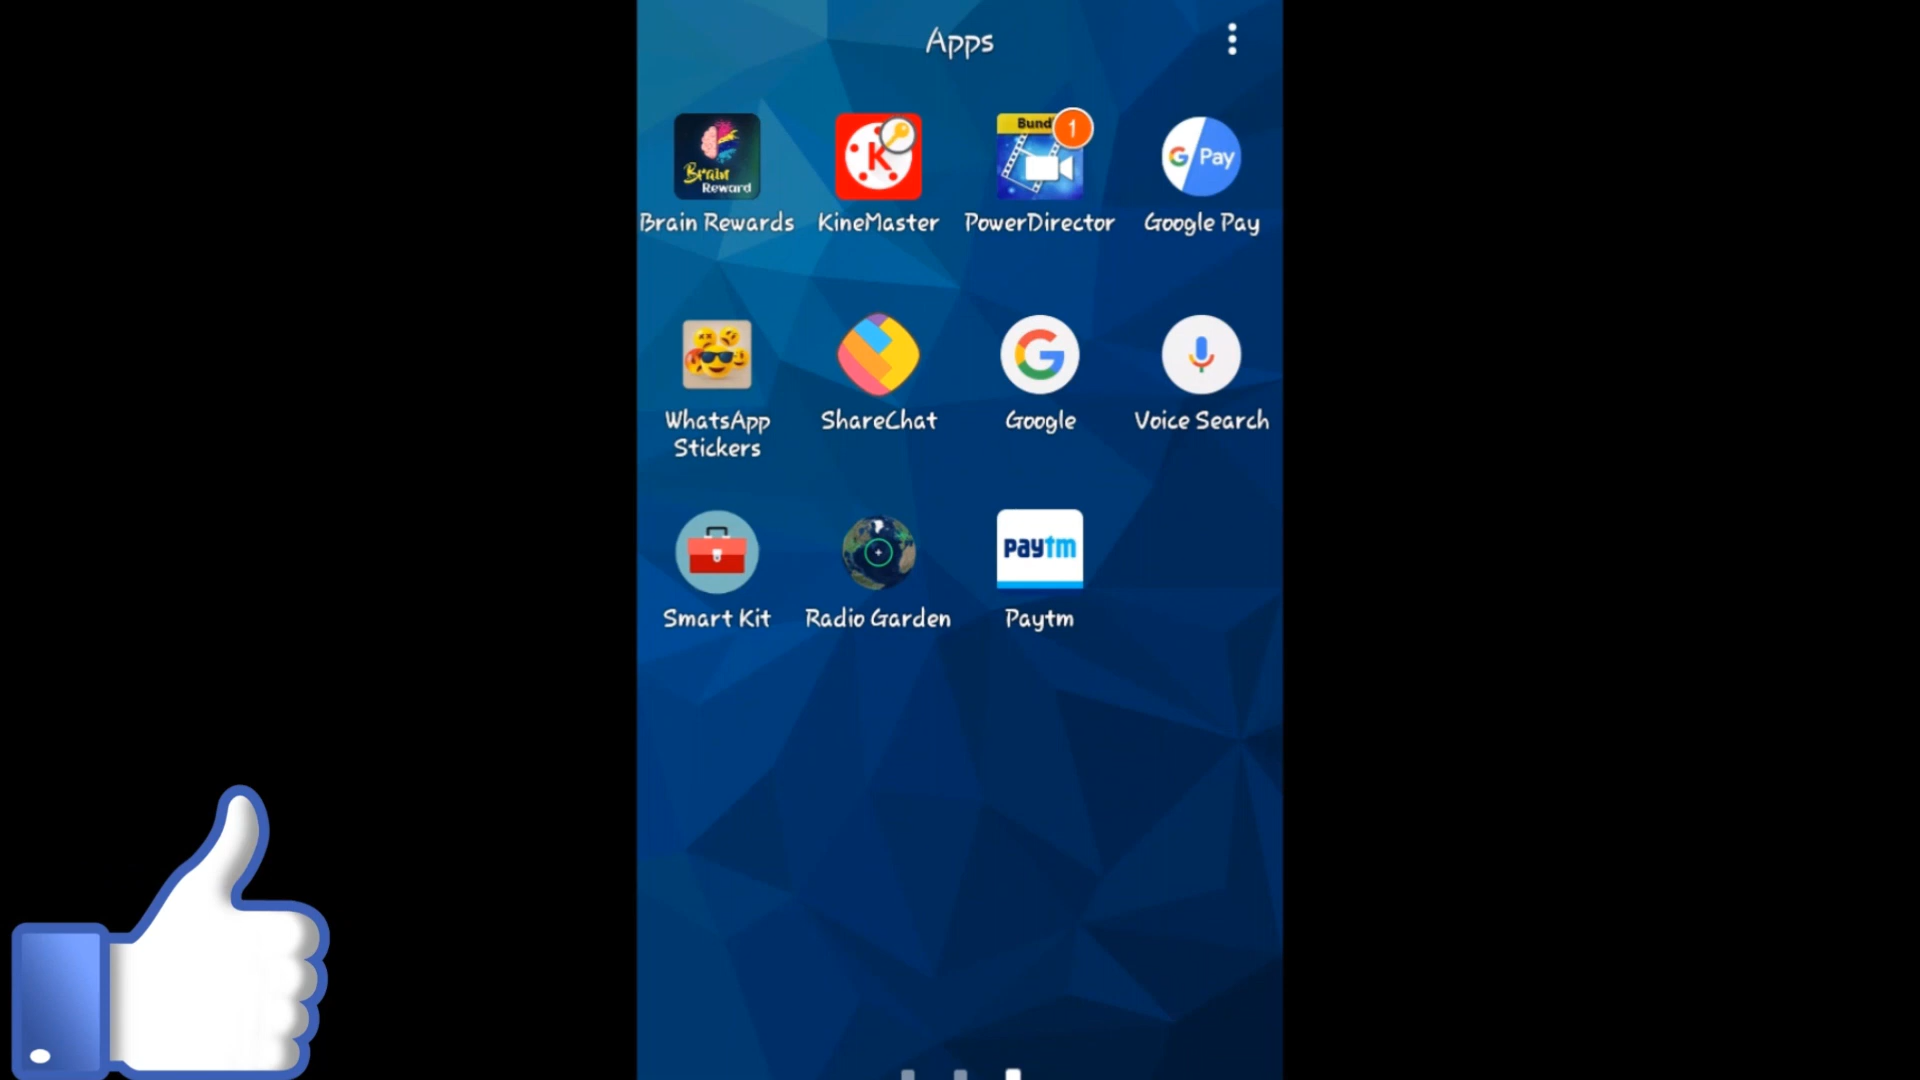 Apps
Bund
1
Brain
Reward
K
G Pay
Brain Rewards
KineMaster
PowerDirector
Google Pay
G
WhatsApp
Stickers
ShareChat
Google
Voice Search
paytm
Smart Kit
Radio Garden
Paytm